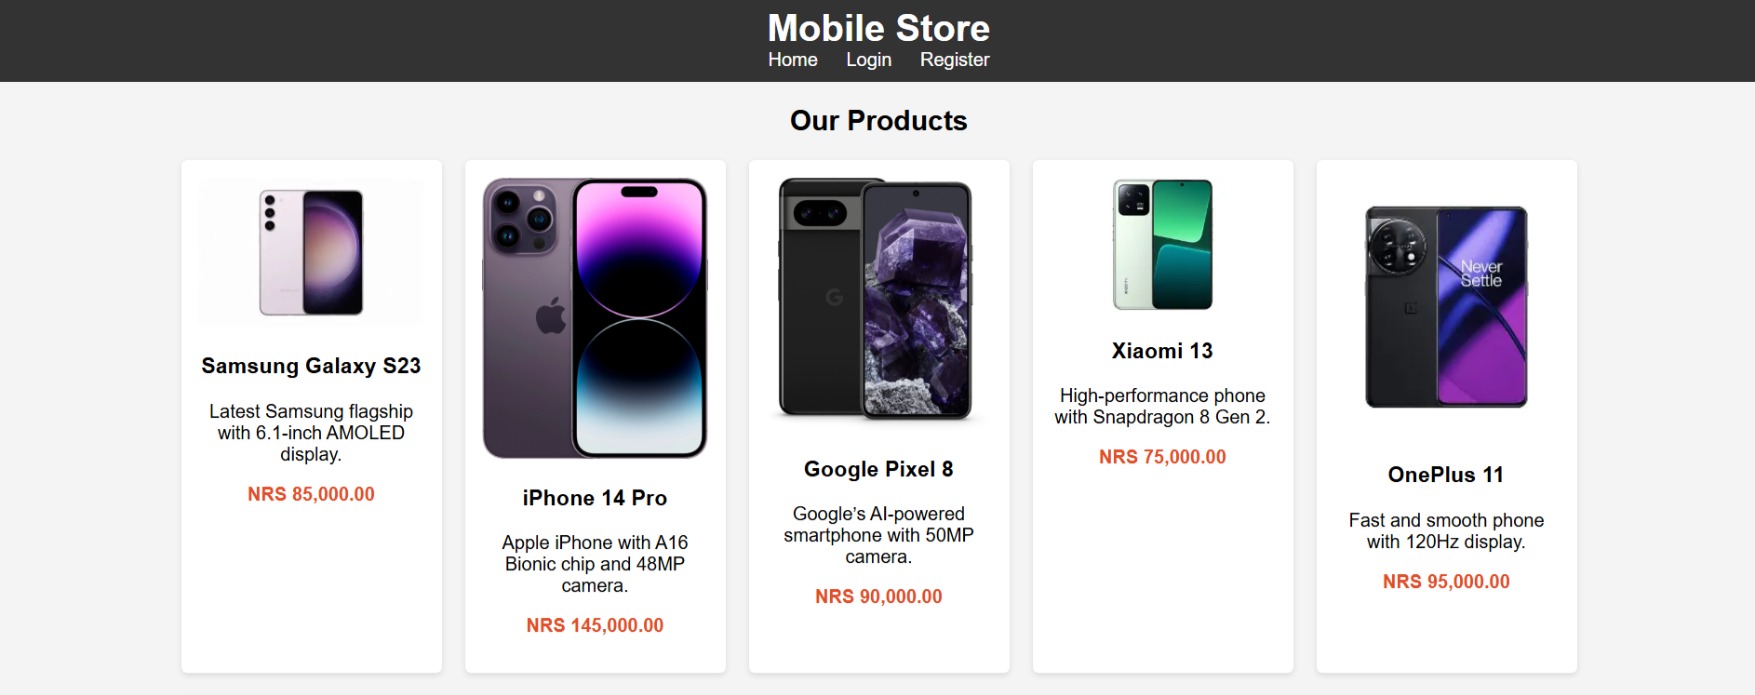 Mobile Store
Home Login Register
Our Products
Samsung Galaxy S23
Latest Samsung flagship
with 6.1-inch AMOLED
display.
NRS 85,000.00
iPhone 14 Pro
Apple iPhone with A16
Bionic chip and 48MP
camera.
NRS 145,000.00
Google Pixel 8
Google’s AI-powered
smartphone with 50MP
camera.
NRS 90,000.00
Xiaomi 13
High-performance phone
with Snapdragon 8 Gen 2.
NRS 75,000.00
Never
Settle
OnePlus 11
Fast and smooth phone
with 120Hz display.
NRS 95,000.00